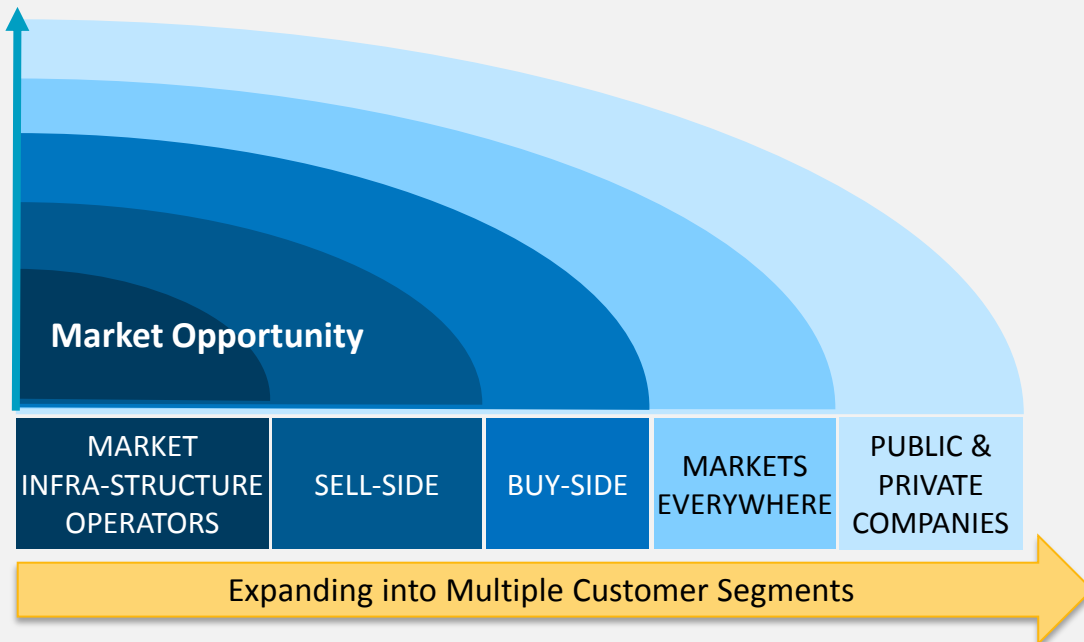 Market Opportunity
MARKET
INFRA-STRUCTURE
OPERATORS
SELL-SIDE
BUY-SIDE
MARKETS
EVERYWHERE
PUBLIC &
PRIVATE
COMPANIES
Expanding into Multiple Customer Segments